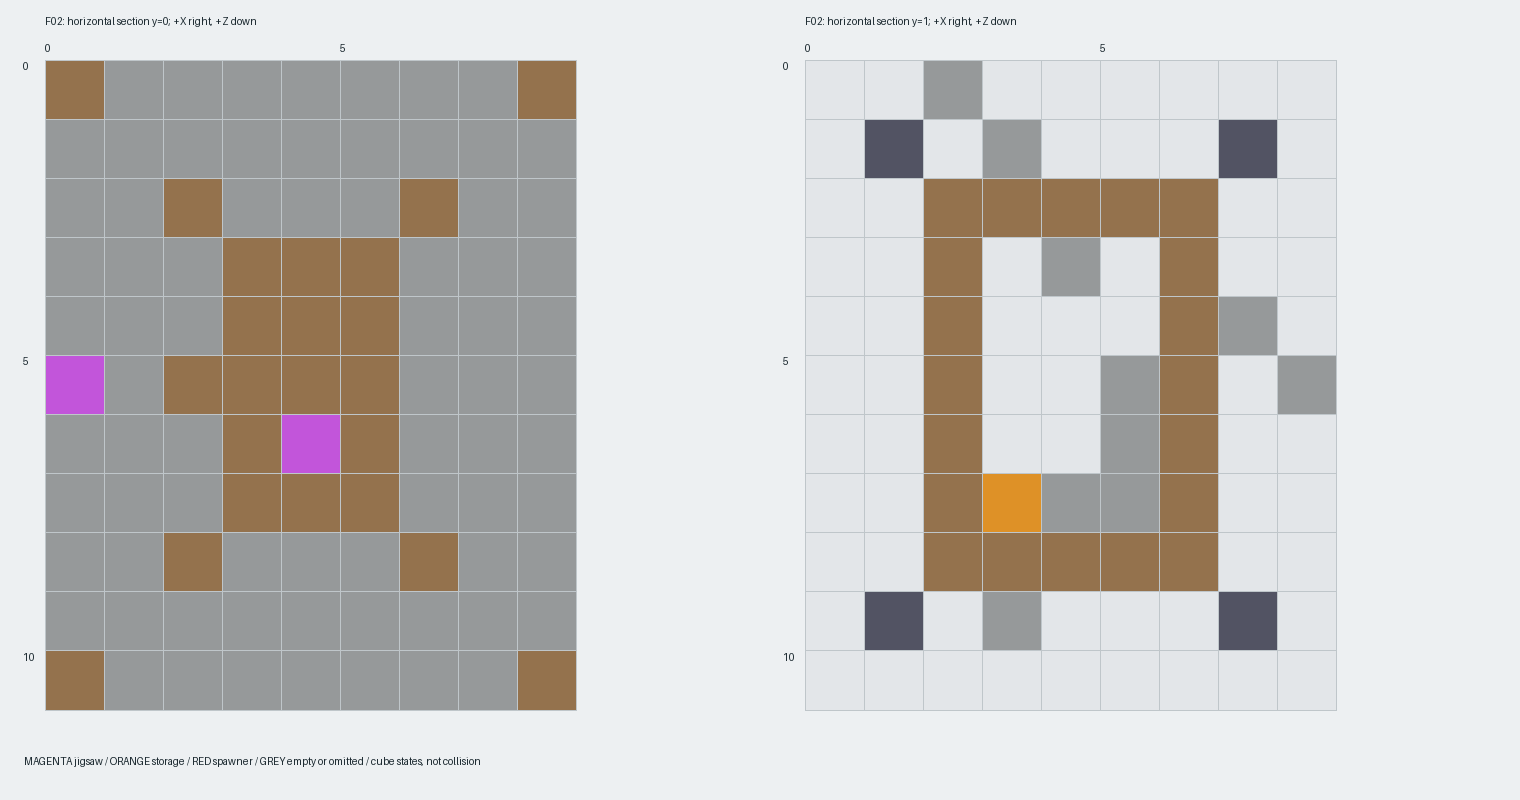 F02: horizontal section y=0; +X right, +Z down
F02: horizontal section y=1; +X right, +Z down
0 5
0 5
0
0
5
5
10
10
MAGENTA jigsaw / ORANGE storage / RED spawner / GREY empty or omitted / cube states, not collision